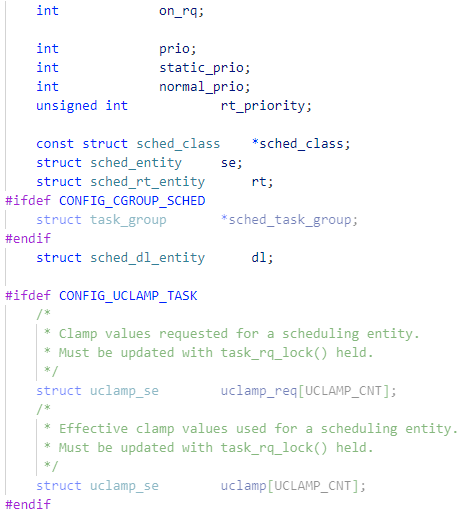 int on_rq;
int prio;
int static_prio;
int normal_prio;
unsigned int rt_priority;
const struct sched_class *sched_class;
struct sched_entity se;
struct sched_rt_entity rt;
#ifdef CONFIG_CGROUP_SCHED
struct task_group *sched_task_group;
#endif
struct sched_dl_entity dl;
#ifdef CONFIG_UCLAMP_TASK
/*
* Clamp values requested for a scheduling entity.
* Must be updated with task_rq_lock() held.
*/
struct uclamp_se uclamp_req[UCLAMP_CNT];
/*
* Effective clamp values used for a scheduling entity.
* Must be updated with task_rq_lock() held.
*/
struct uclamp_se uclamp[UCLAMP_CNT];
#endif